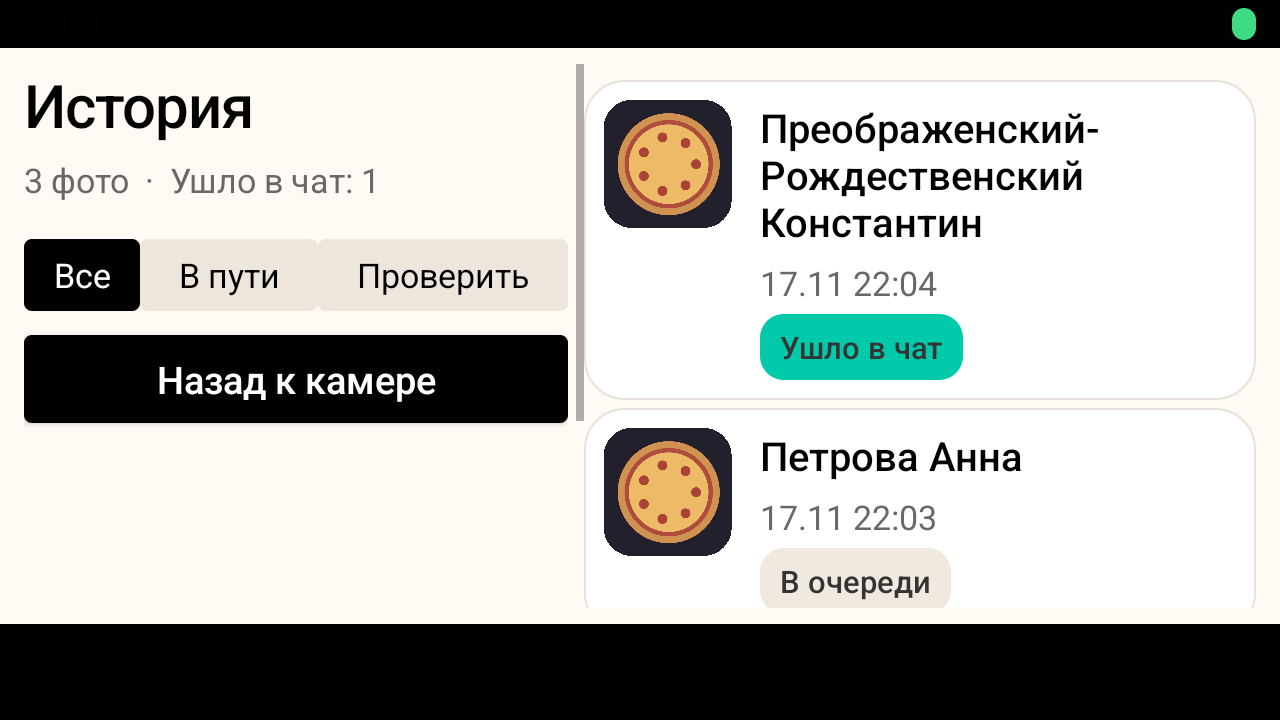 История
3 фото · Ушло в чат: 1
Все
В пути
Проверить
Назад к камере
Преображенский-
Рождественский
Константин
17.11 22:04
Ушло в чат
Петрова Анна
17.11 22:03
В очереди